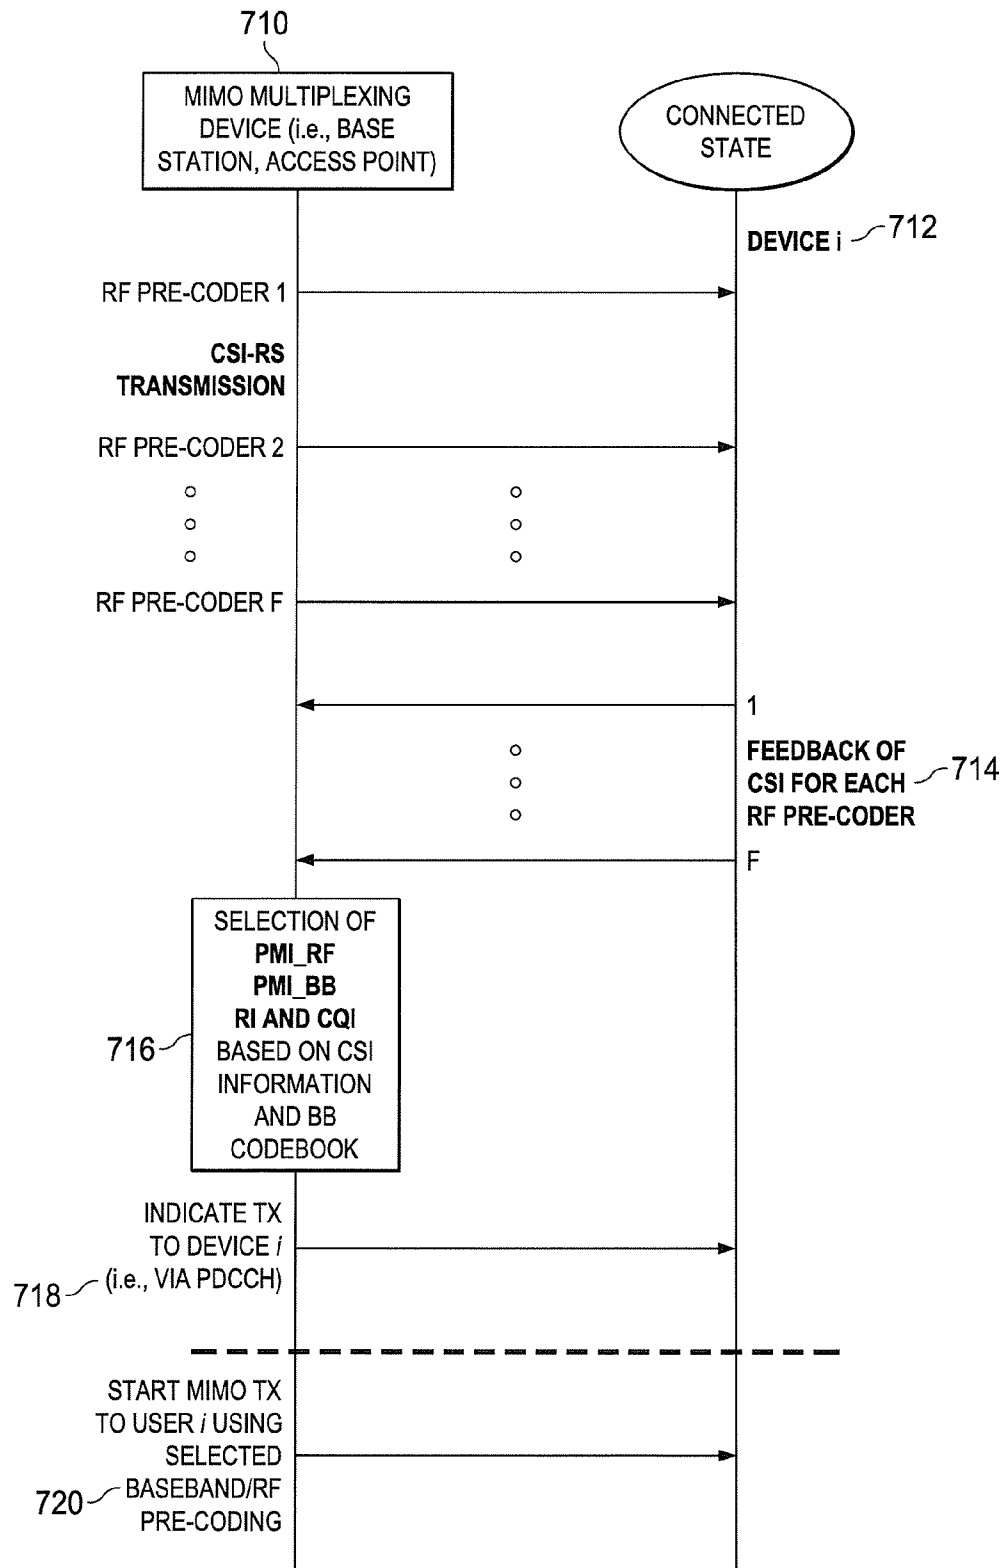 710
MIMO MULTIPLEXING
DEVICE (i.e., BASE
STATION, ACCESS POINT)
CONNECTED
STATE
DEVICE i
712
RF PRE-CODER 1
CSI-RS
TRANSMISSION
RF PRE-CODER 2
RF PRE-CODER F
1
FEEDBACK OF
CSI FOR EACH
RF PRE-CODER
714
F
SELECTION OF
PMI_RF
PMI_BB
RI AND CQI
BASED ON CSI
INFORMATION
AND BB
CODEBOOK
716
INDICATE TX
TO DEVICE i
(i.e., VIA PDCCH)
718
START MIMO TX
TO USER i USING
SELECTED
BASEBAND/RF
PRE-CODING
720